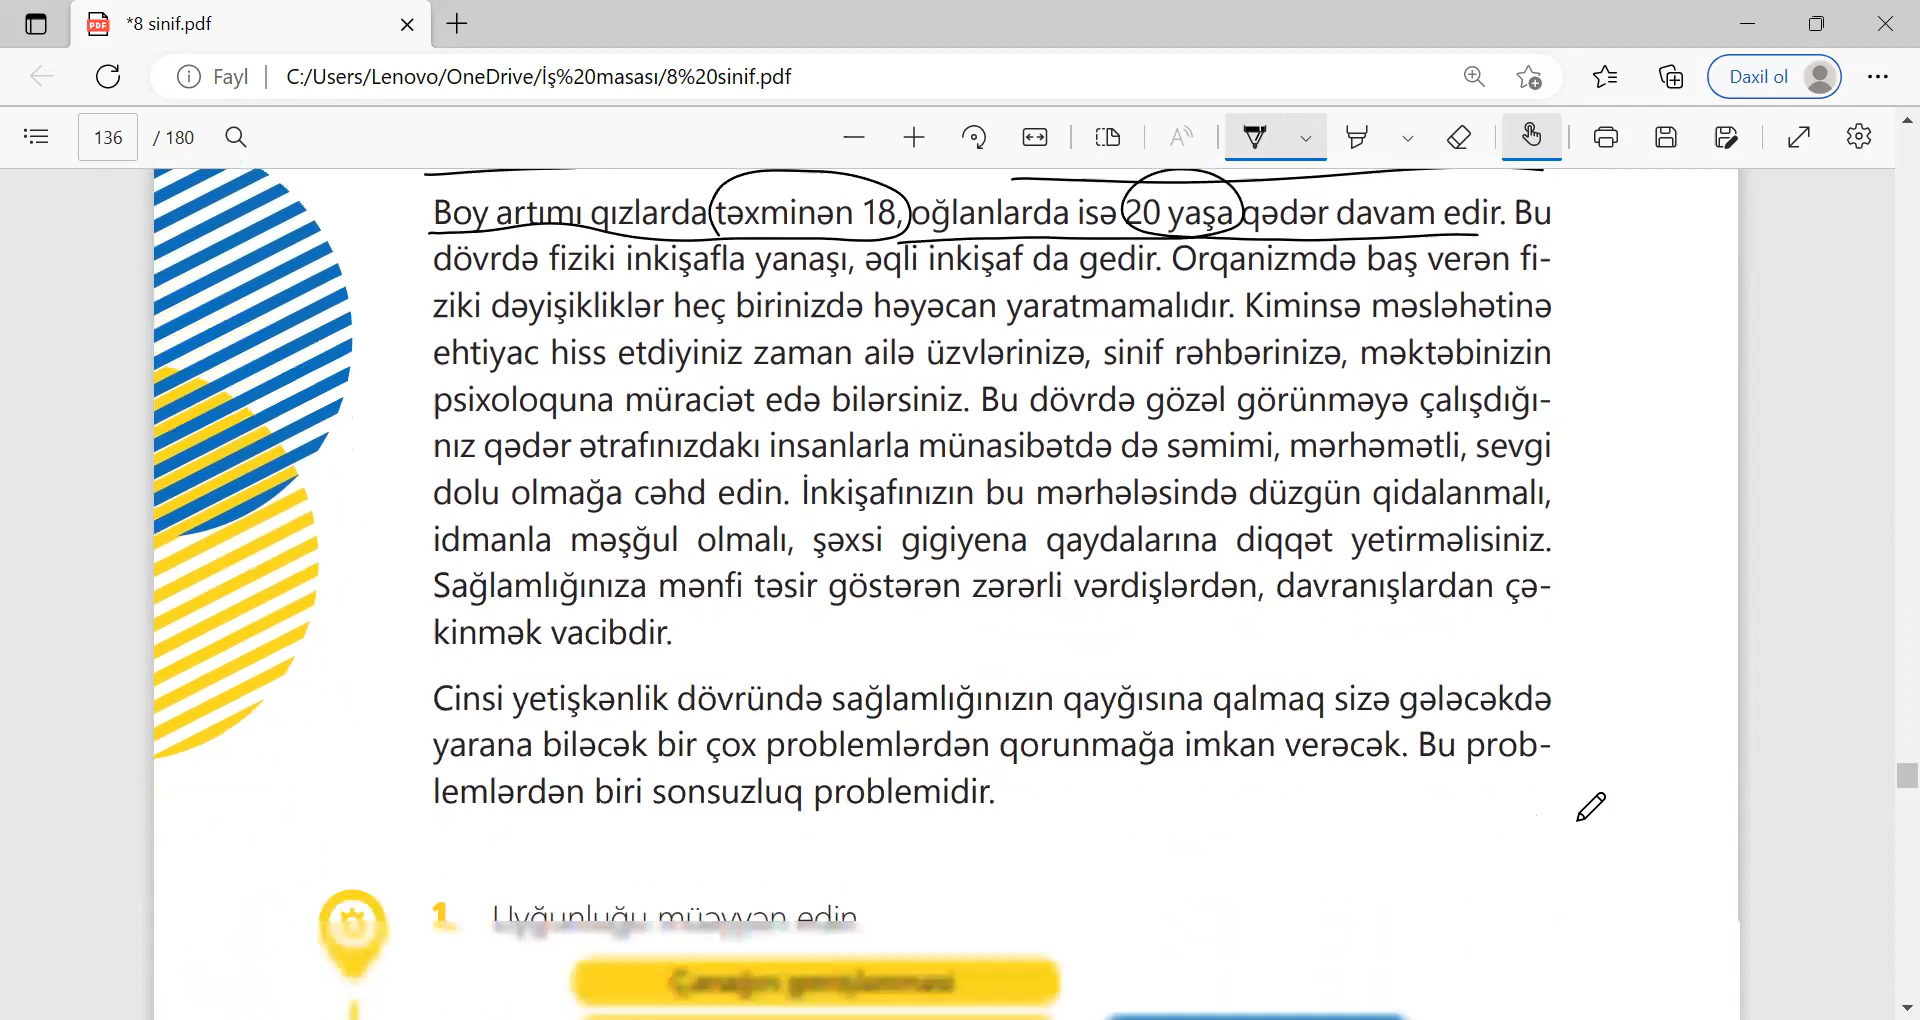 *8 sinif.pdf
Fayl
C:/Users/Lenovo/OneDrive/İş%20masası/8%20sinif.pdf
Daxil ol
136 / 180
Boy artımı qızlarda təxminən 18, oğlanlarda isə 20 yaşa qədər davam edir. Bu
dövrdə fiziki inkişafla yanaşı, əqli inkişaf da gedir. Orqanizmdə baş verən fi-
ziki dəyişikliklər heç birinizdə həyəcan yaratmamalıdır. Kiminsə məsləhətinə
ehtiyac hiss etdiyiniz zaman ailə üzvlərinizə, sinif rəhbərinizə, məktəbinizin
psixoloquna müraciət edə bilərsiniz. Bu dövrdə gözəl görünməyə çalışdığı-
nız qədər ətrafınızdakı insanlarla münasibətdə də səmimi, mərhəmətli, sevgi
dolu olmağa cəhd edin. İnkişafınızın bu mərhələsində düzgün qidalanmalı,
idmanla məşğul olmalı, şəxsi gigiyena qaydalarına diqqət yetirməlisiniz.
Sağlamlığınıza mənfi təsir göstərən zərərli vərdişlərdən, davranışlardan çə-
kinmək vacibdir.
Cinsi yetişkənlik dövründə sağlamlığınızın qayğısına qalmaq sizə gələcəkdə
yarana biləcək bir çox problemlərdən qorunmağa imkan verəcək. Bu prob-
lemlərdən biri sonsuzluq problemidir.
1. Uyğunluğu müəyyən edin.
Çanağın genişlənməsi